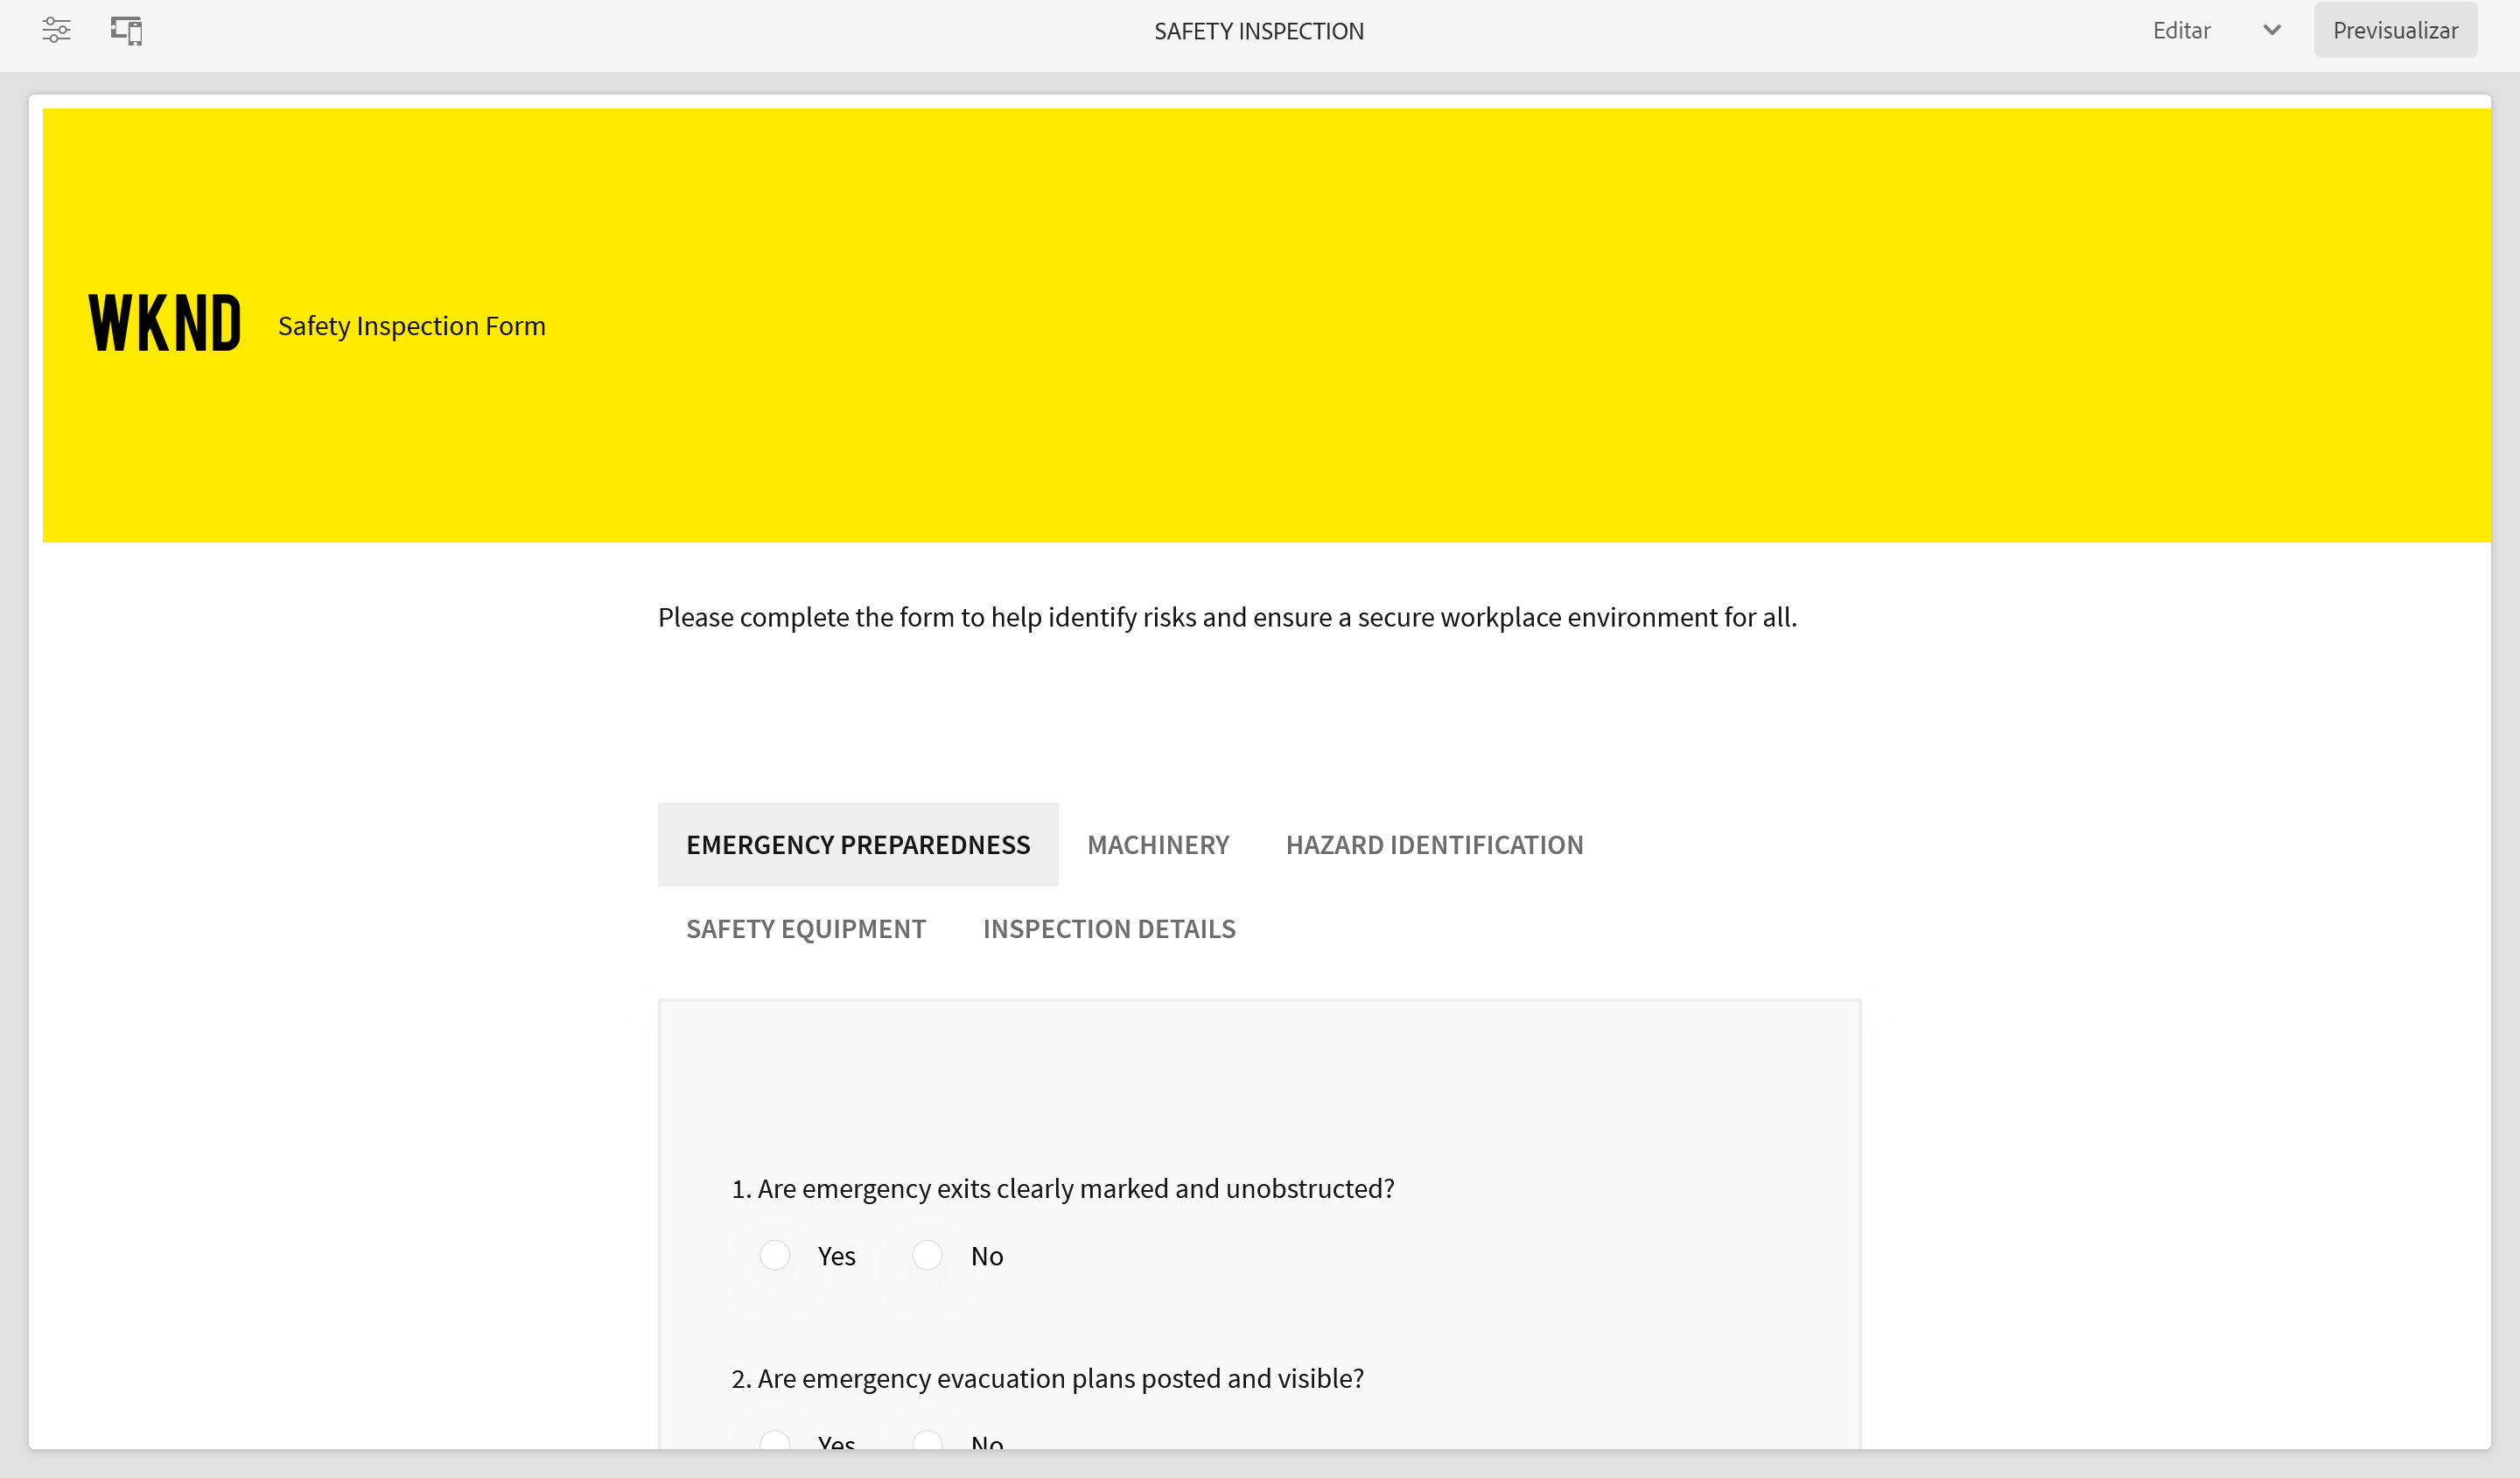 SAFETY INSPECTION
Editar
Previsualizar
WKND
Safety Inspection Form
Please complete the form to help identify risks and ensure a secure workplace environment for all.
EMERGENCY PREPAREDNESS
MACHINERY
HAZARD IDENTIFICATION
SAFETY EQUIPMENT
INSPECTION DETAILS
1. Are emergency exits clearly marked and unobstructed?
Yes
No
2. Are emergency evacuation plans posted and visible?
Yes
No